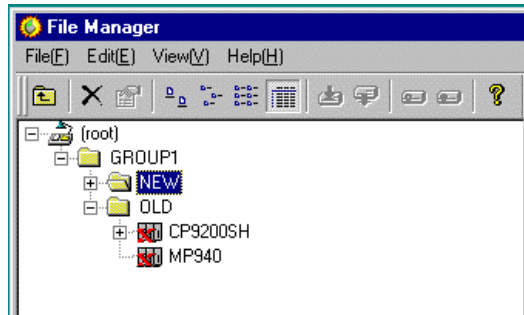 File Manager
File(F) Edit(E) View(V) Help(H)
(root)
GROUP1
NEW
OLD
CP9200SH
MP940